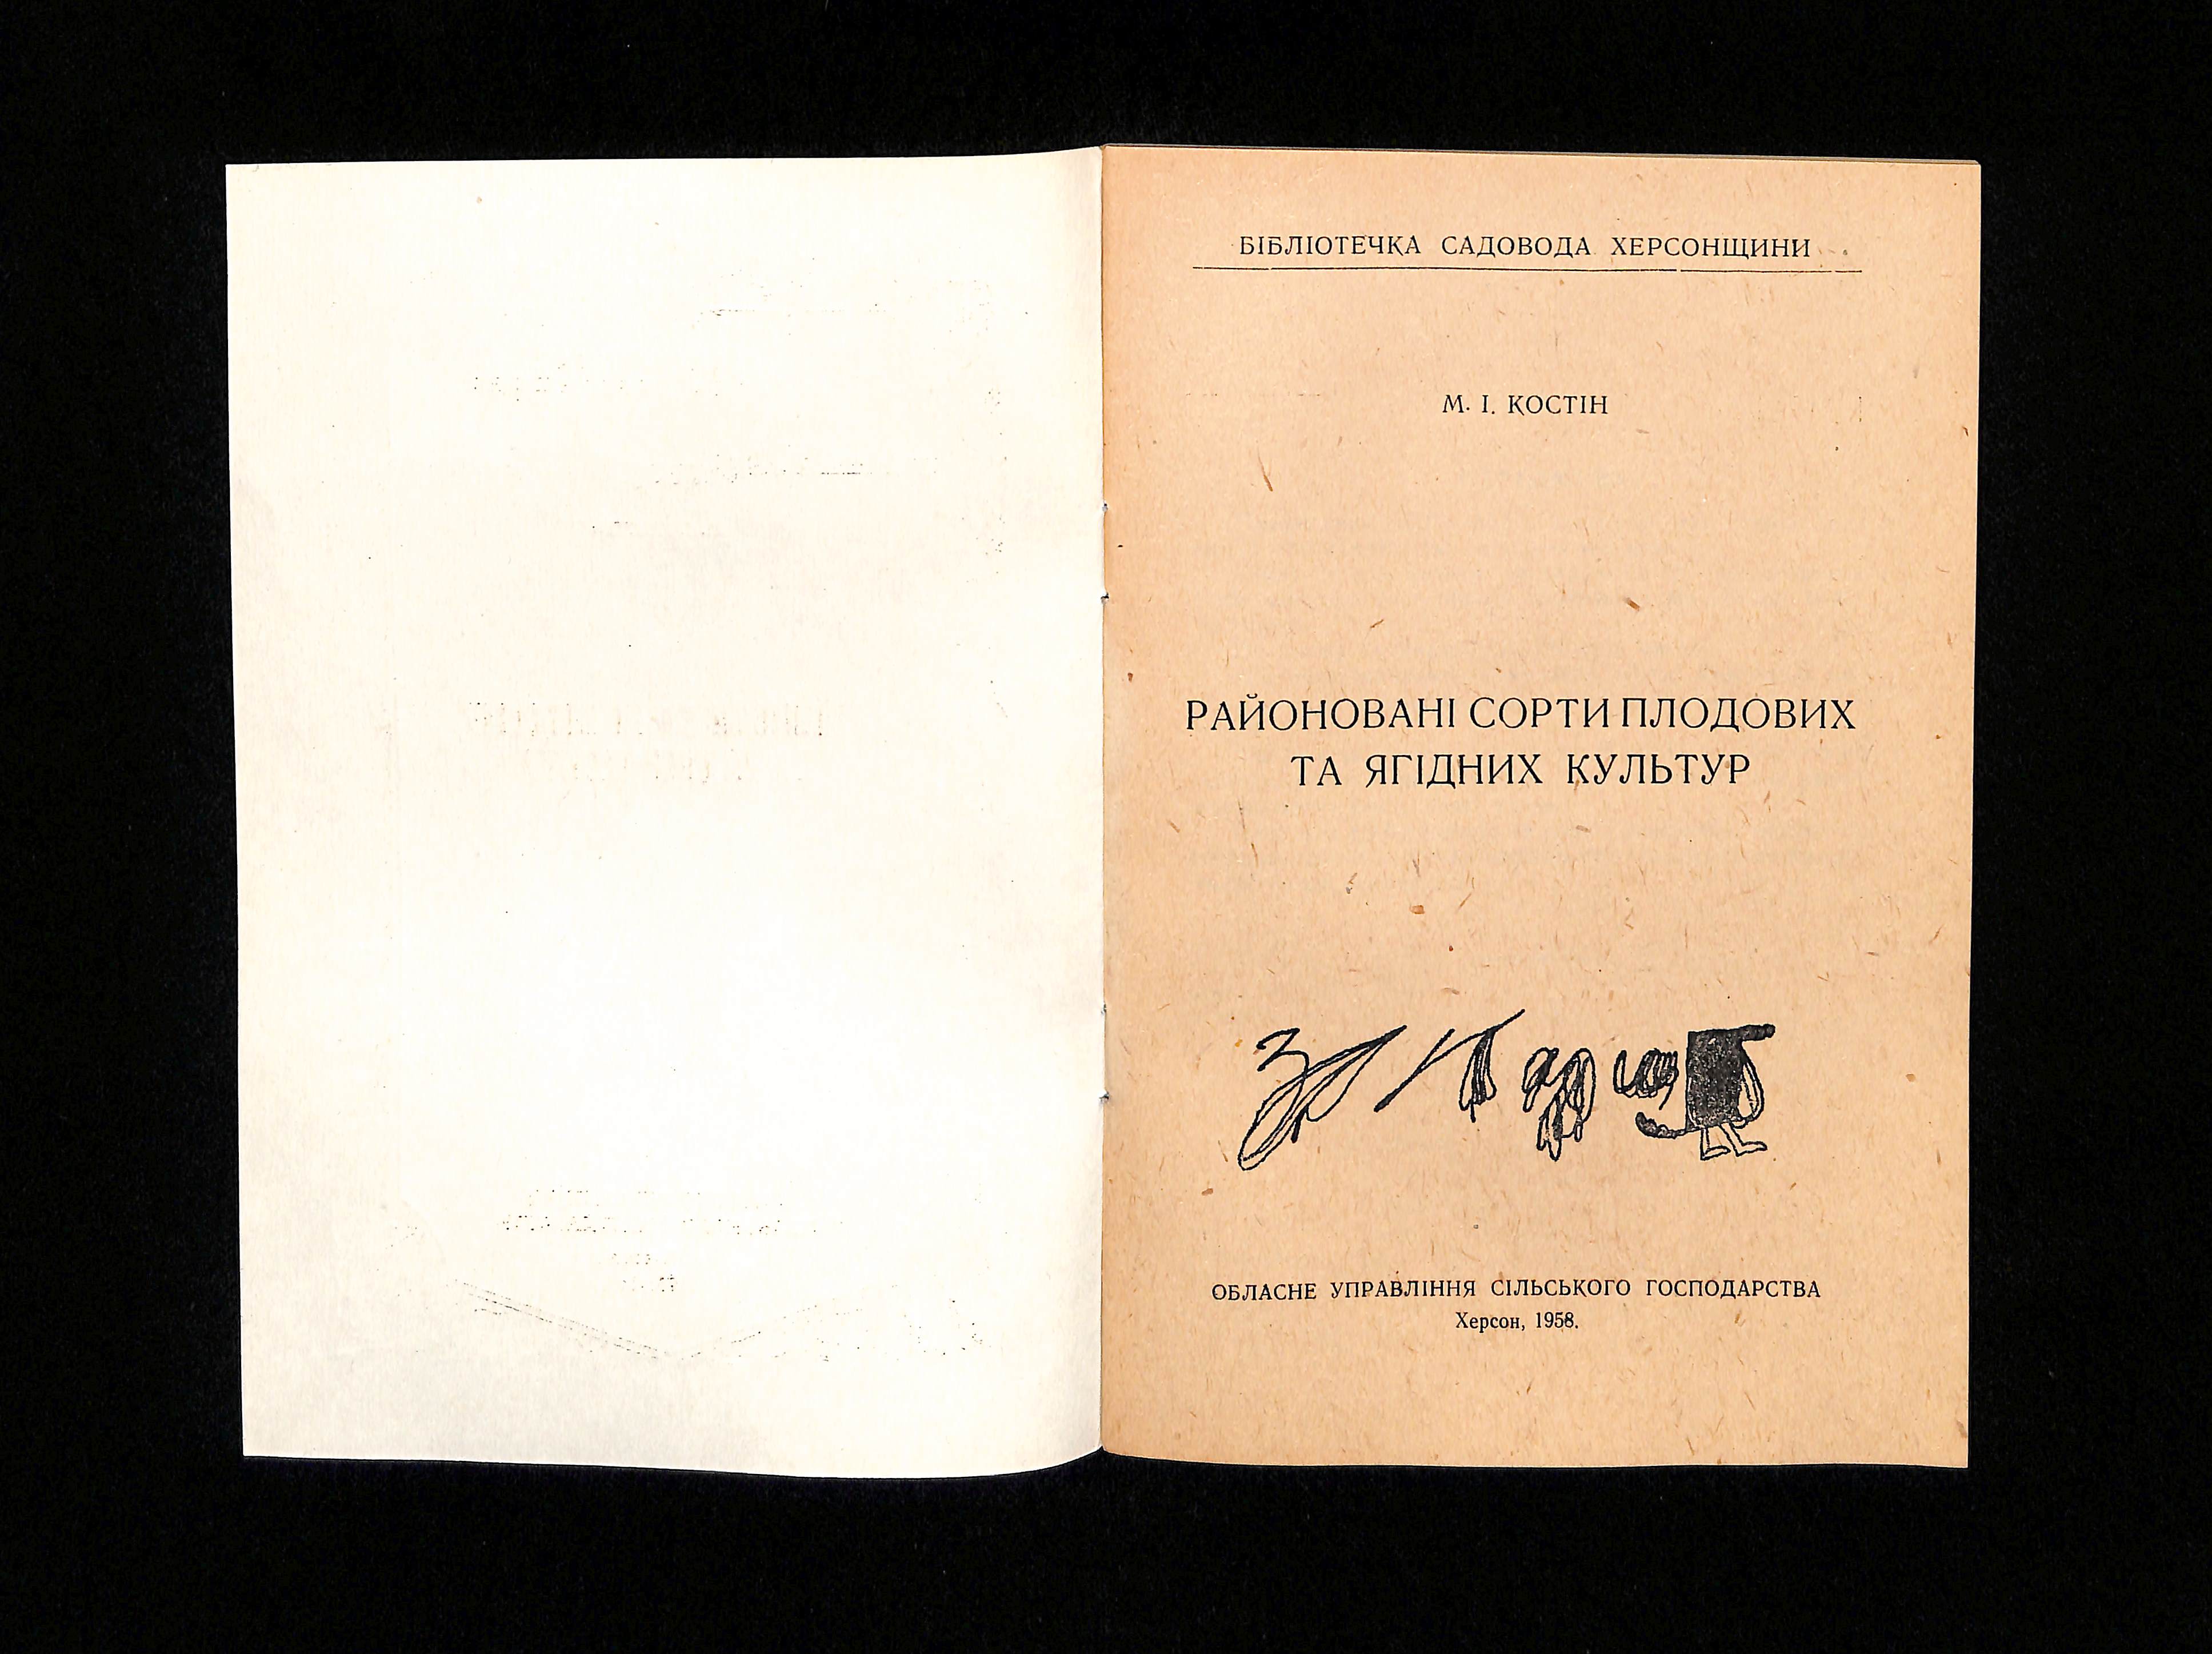 БІБЛІОТЕЧКА САДОВОДА ХЕРСОНЩИНИ
М. І. КОСТІН
РАЙОНОВАНІ СОРТИ ПЛОДОВИХ
ТА ЯГІДНИХ КУЛЬТУР
ОБЛАСНЕ УПРАВЛІННЯ СІЛЬСЬКОГО ГОСПОДАРСТВА
Херсон, 1958.